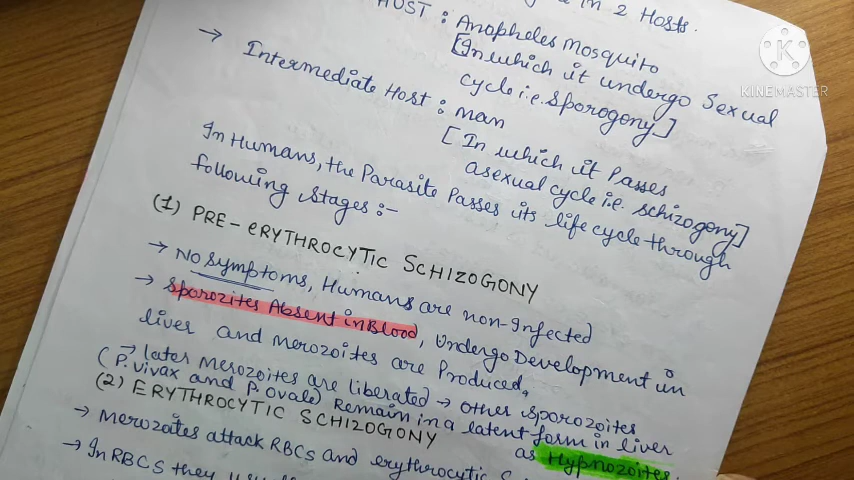 in 2 Hosts.
HOST : Anopheles Mosquito
[In which it undergo Sexual
cycle i.e. Sporogony]
→ Intermediate Host : man
[In which it Passes
asexual cycle i.e. schizogony]
In Humans, the Parasite Passes its life cycle through
following stages :-
(1) PRE-eRYTHROCYTIC SCHIZOGONY
→ No symptoms, Humans are non-Infected
→ Sporozites Absent in Blood, Undergo Development in
liver and merozoites are Produced,
→ later merozoites are liberated → other sporozoites
(P. vivax and P. ovale) Remain in a latent form in liver
as Hypnozoites.
(2) ERYTHROCYTIC SCHIZOGONY
→ Merozates attack RBCs and erythrocytic
→ In RBCs they
KINEMASTER